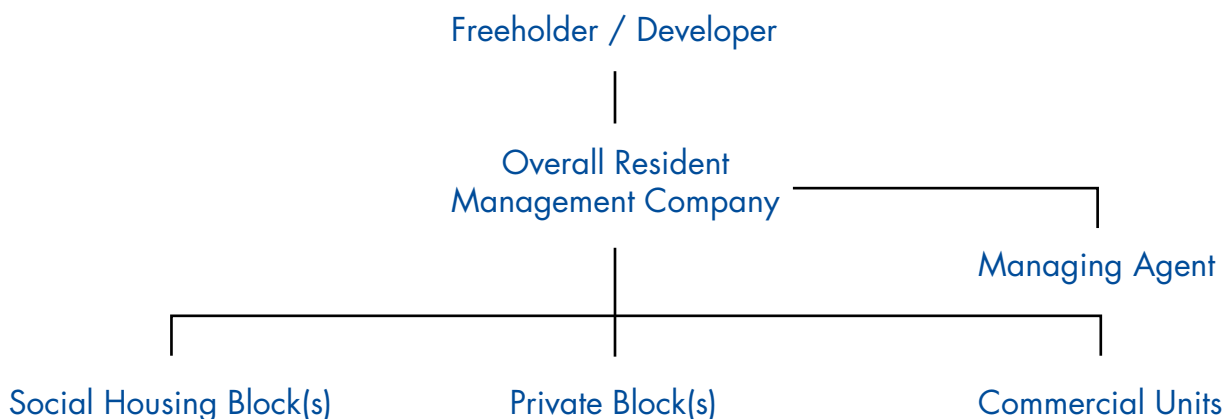 Freeholder / Developer
Overall Resident
Management Company
Managing Agent
Social Housing Block(s)
Private Block(s)
Commercial Units